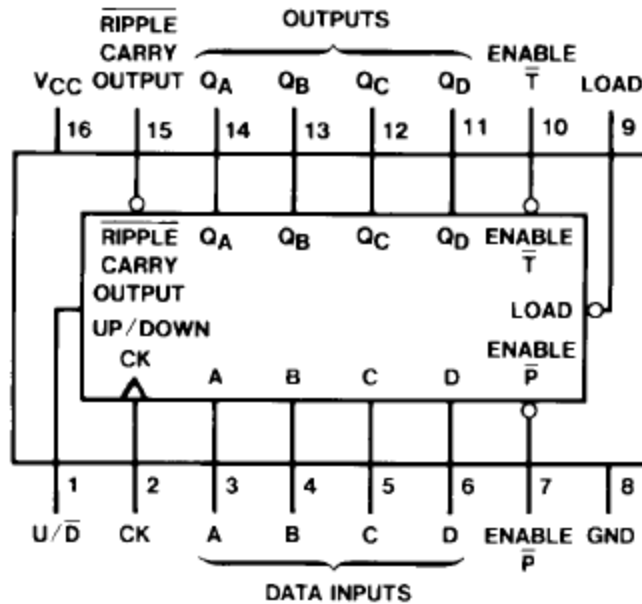 RIPPLE OUTPUTS
CARRY ENABLE
VCC OUTPUT QA QB QC QD T LOAD
16 15 14 13 12 11 10 9
RIPPLE QA QB QC QD ENABLE
CARRY T
OUTPUT LOAD
UP/DOWN ENABLE
CK A B C D P
1 2 3 4 5 6 7 8
U/D CK A B C D ENABLE GND
P
DATA INPUTS